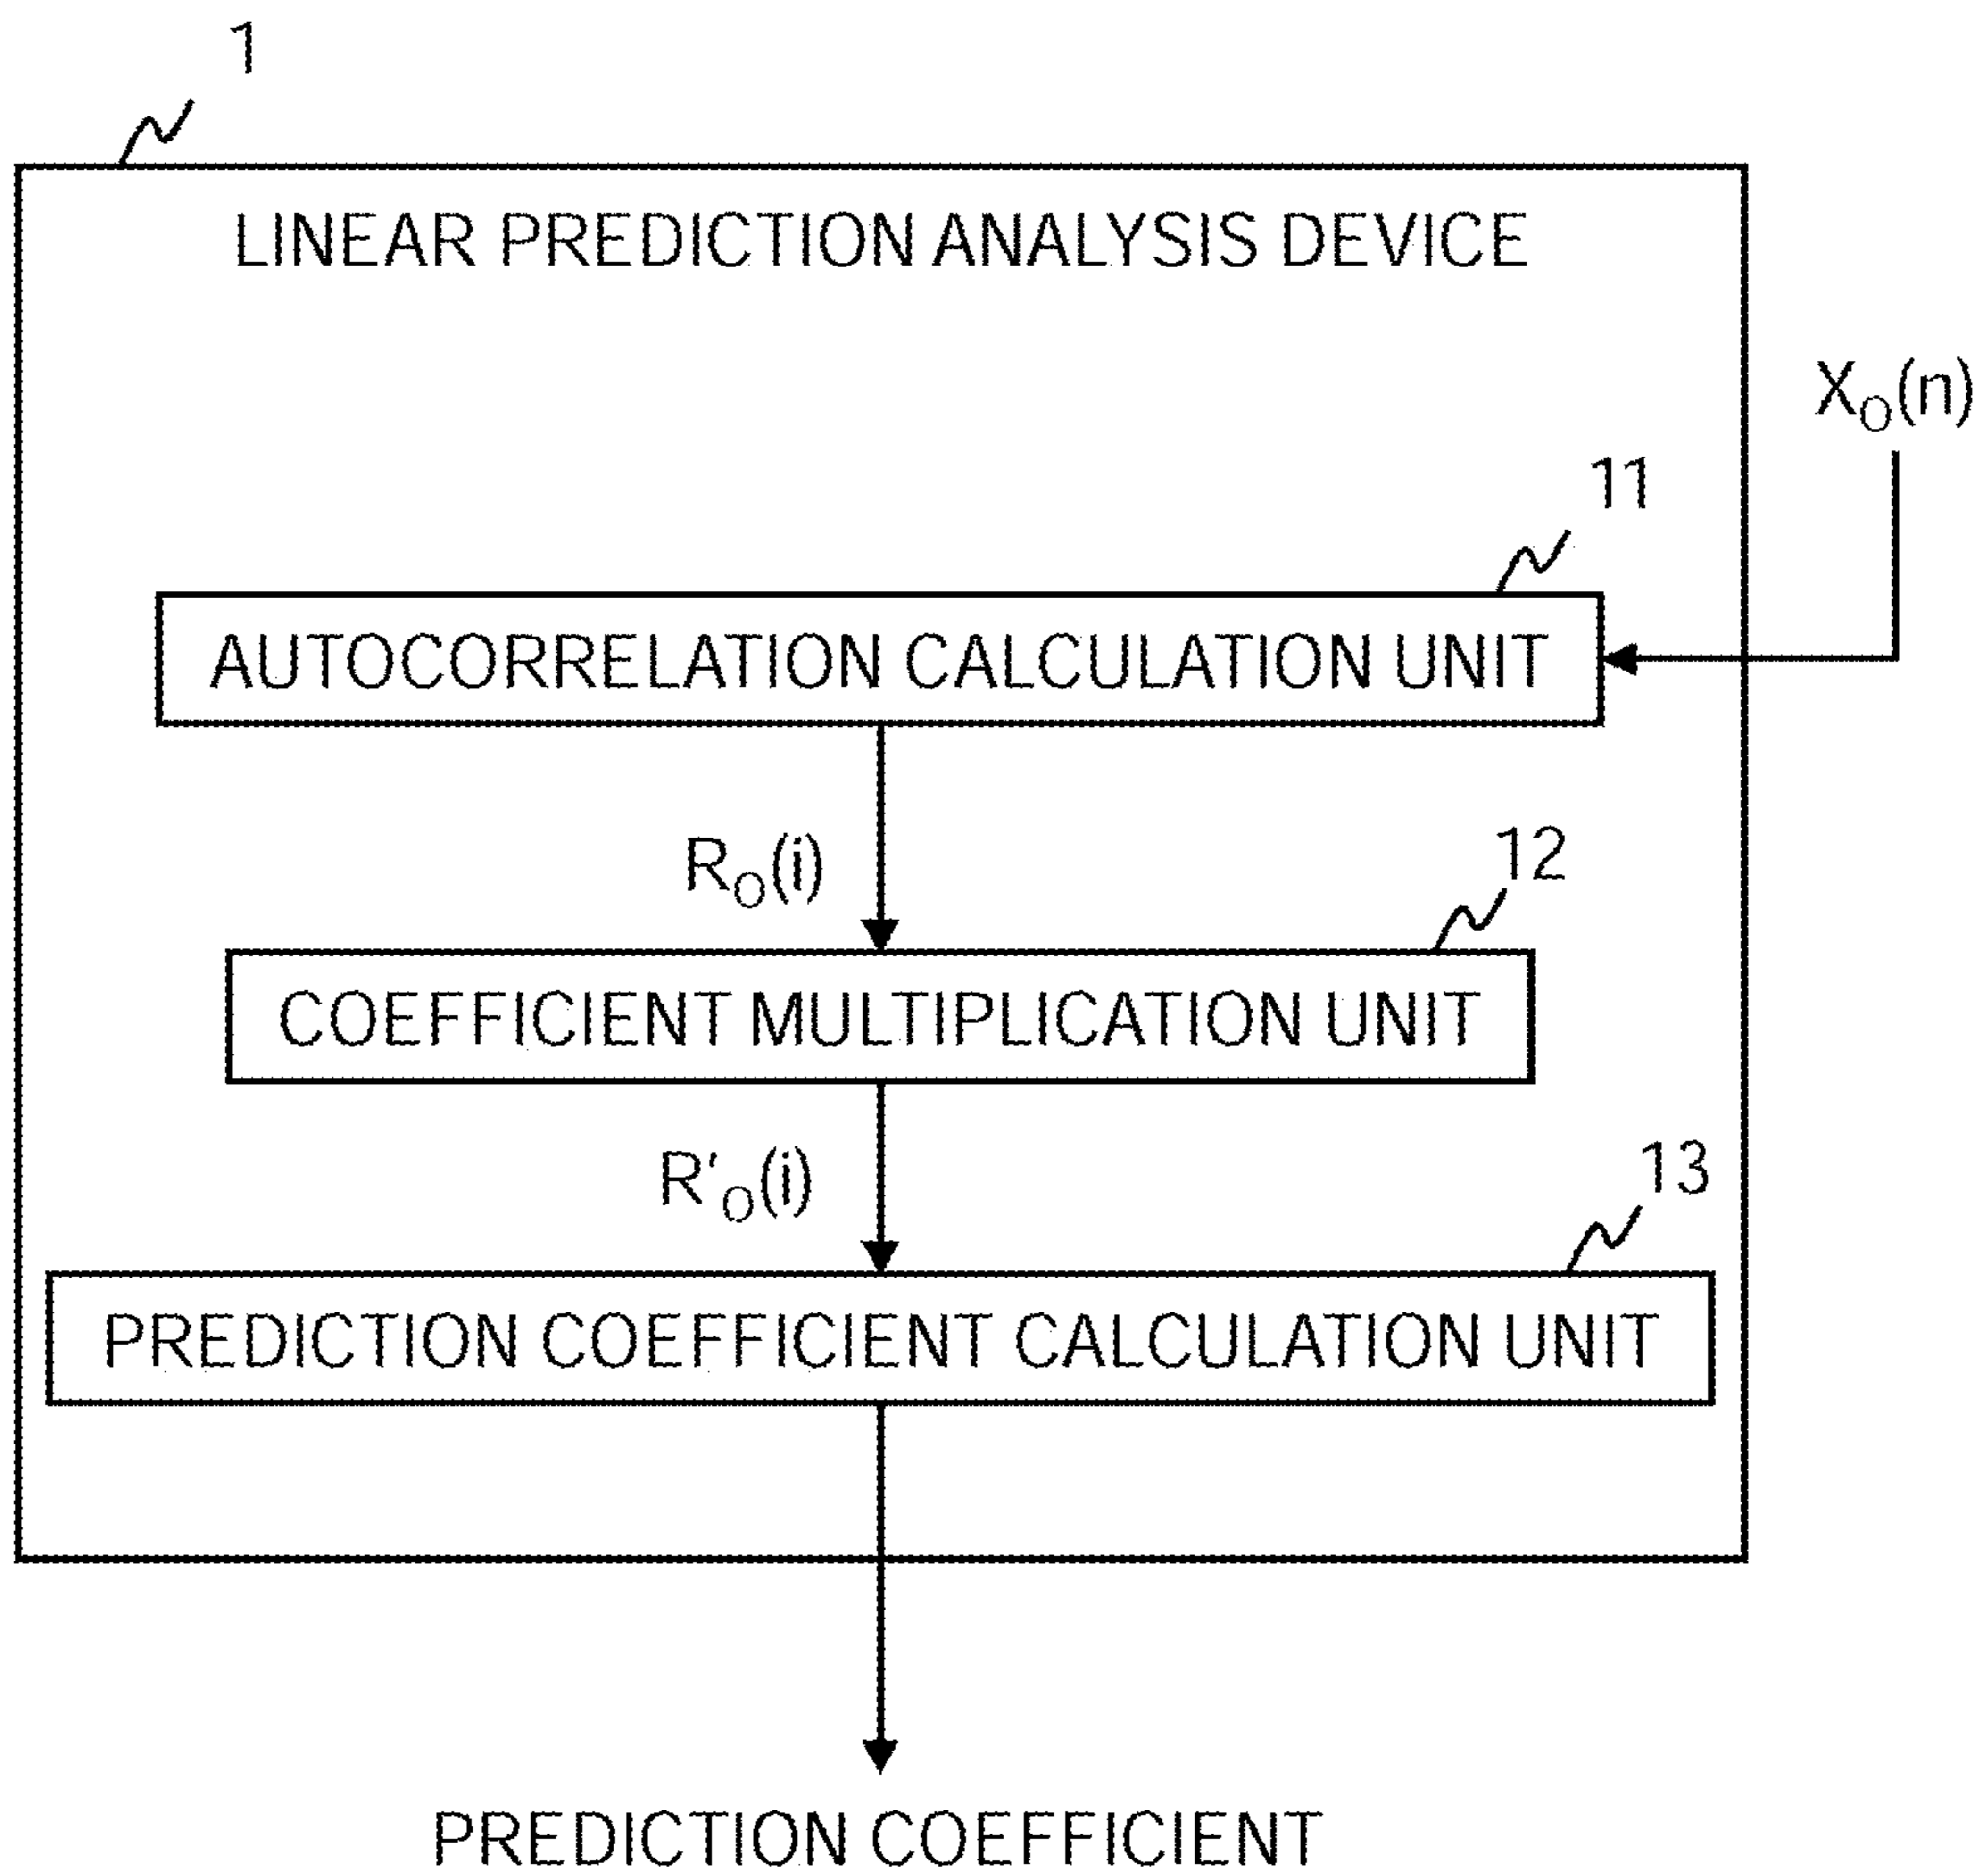 1
LINEAR PREDICTION ANALYSIS DEVICE
X_O(n)
11
AUTOCORRELATION CALCULATION UNIT
R_O(i)
12
COEFFICIENT MULTIPLICATION UNIT
R'_O(i)
13
PREDICTION COEFFICIENT CALCULATION UNIT
PREDICTION COEFFICIENT